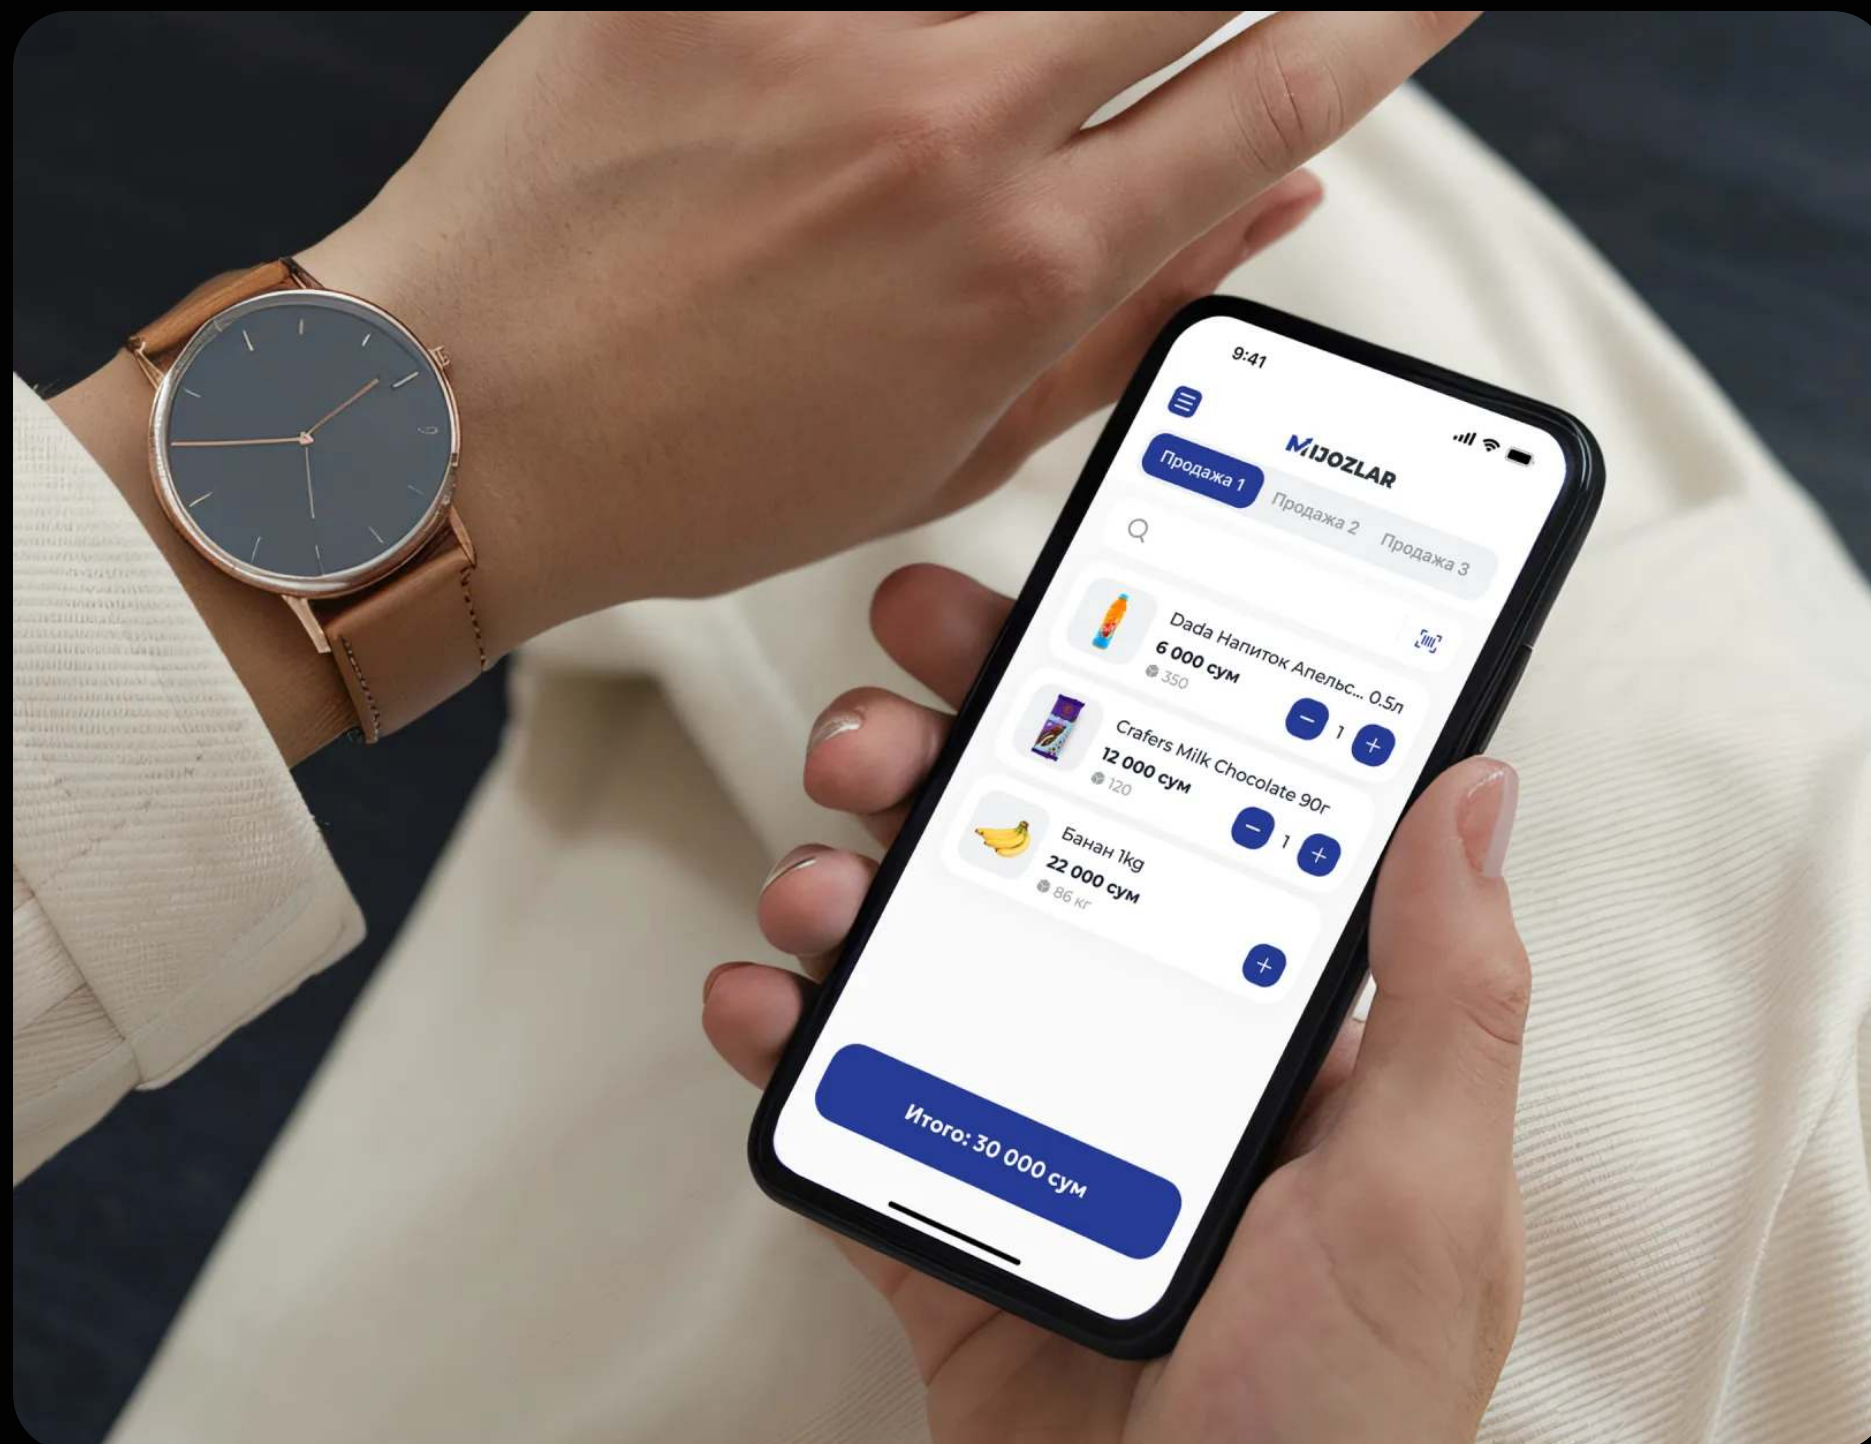 9:41
MIJOZLAR
Продажа 1
Продажа 2
Продажа 3
Dada Напиток Апельс... 0.5л
6 000 сум
350
1
Crafers Milk Chocolate 90г
12 000 сум
120
1
Банан 1kg
22 000 сум
86 кг
Итого: 30 000 сум